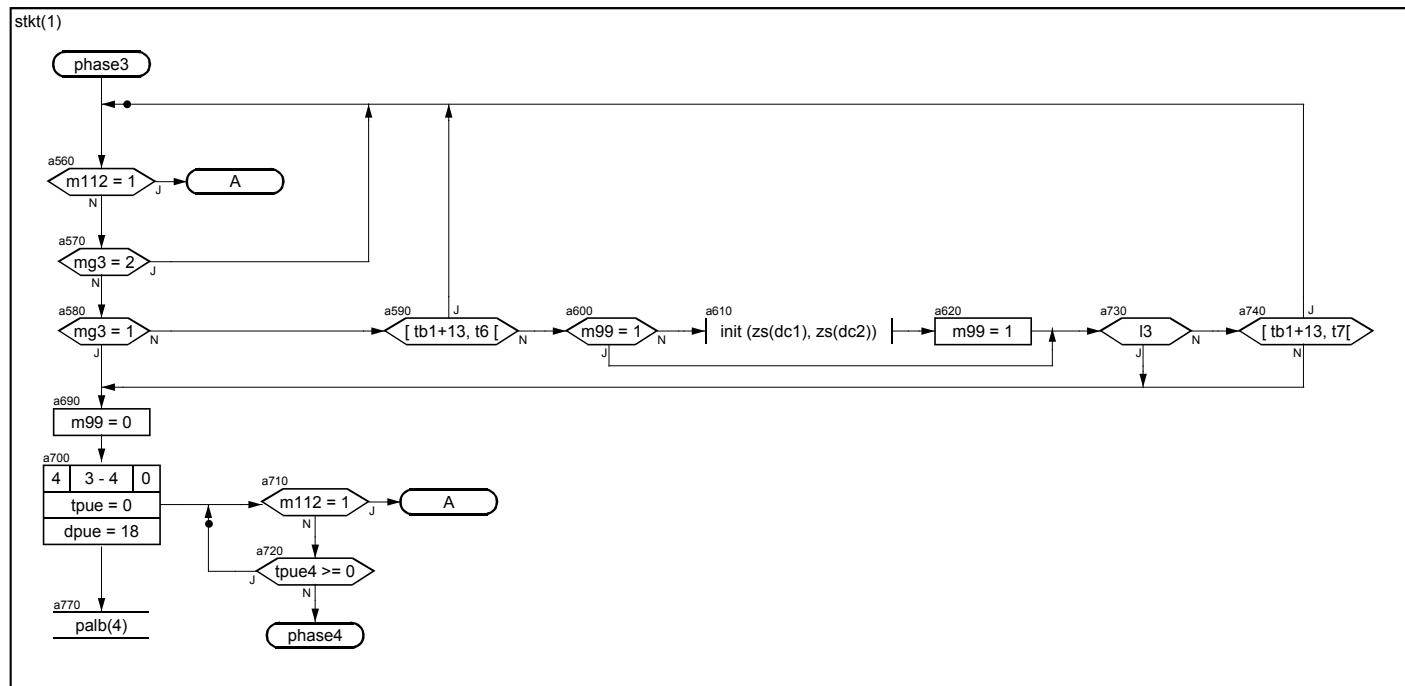 stkt(1)
phase3
a560
m112 = 1
J
A
N
a570
mg3 = 2
J
N
a580
mg3 = 1
N
J
a590
[ tb1+13, t6 [
J
N
a600
m99 = 1
N
J
a610
init (zs(dc1), zs(dc2))
a620
m99 = 1
a730
l3
N
J
a740
[ tb1+13, t7[
J
N
a690
m99 = 0
a700
4 3 - 4 0
tpue = 0
dpue = 18
a710
m112 = 1
J
A
N
a720
tpue4 >= 0
J
N
phase4
a770
palb(4)